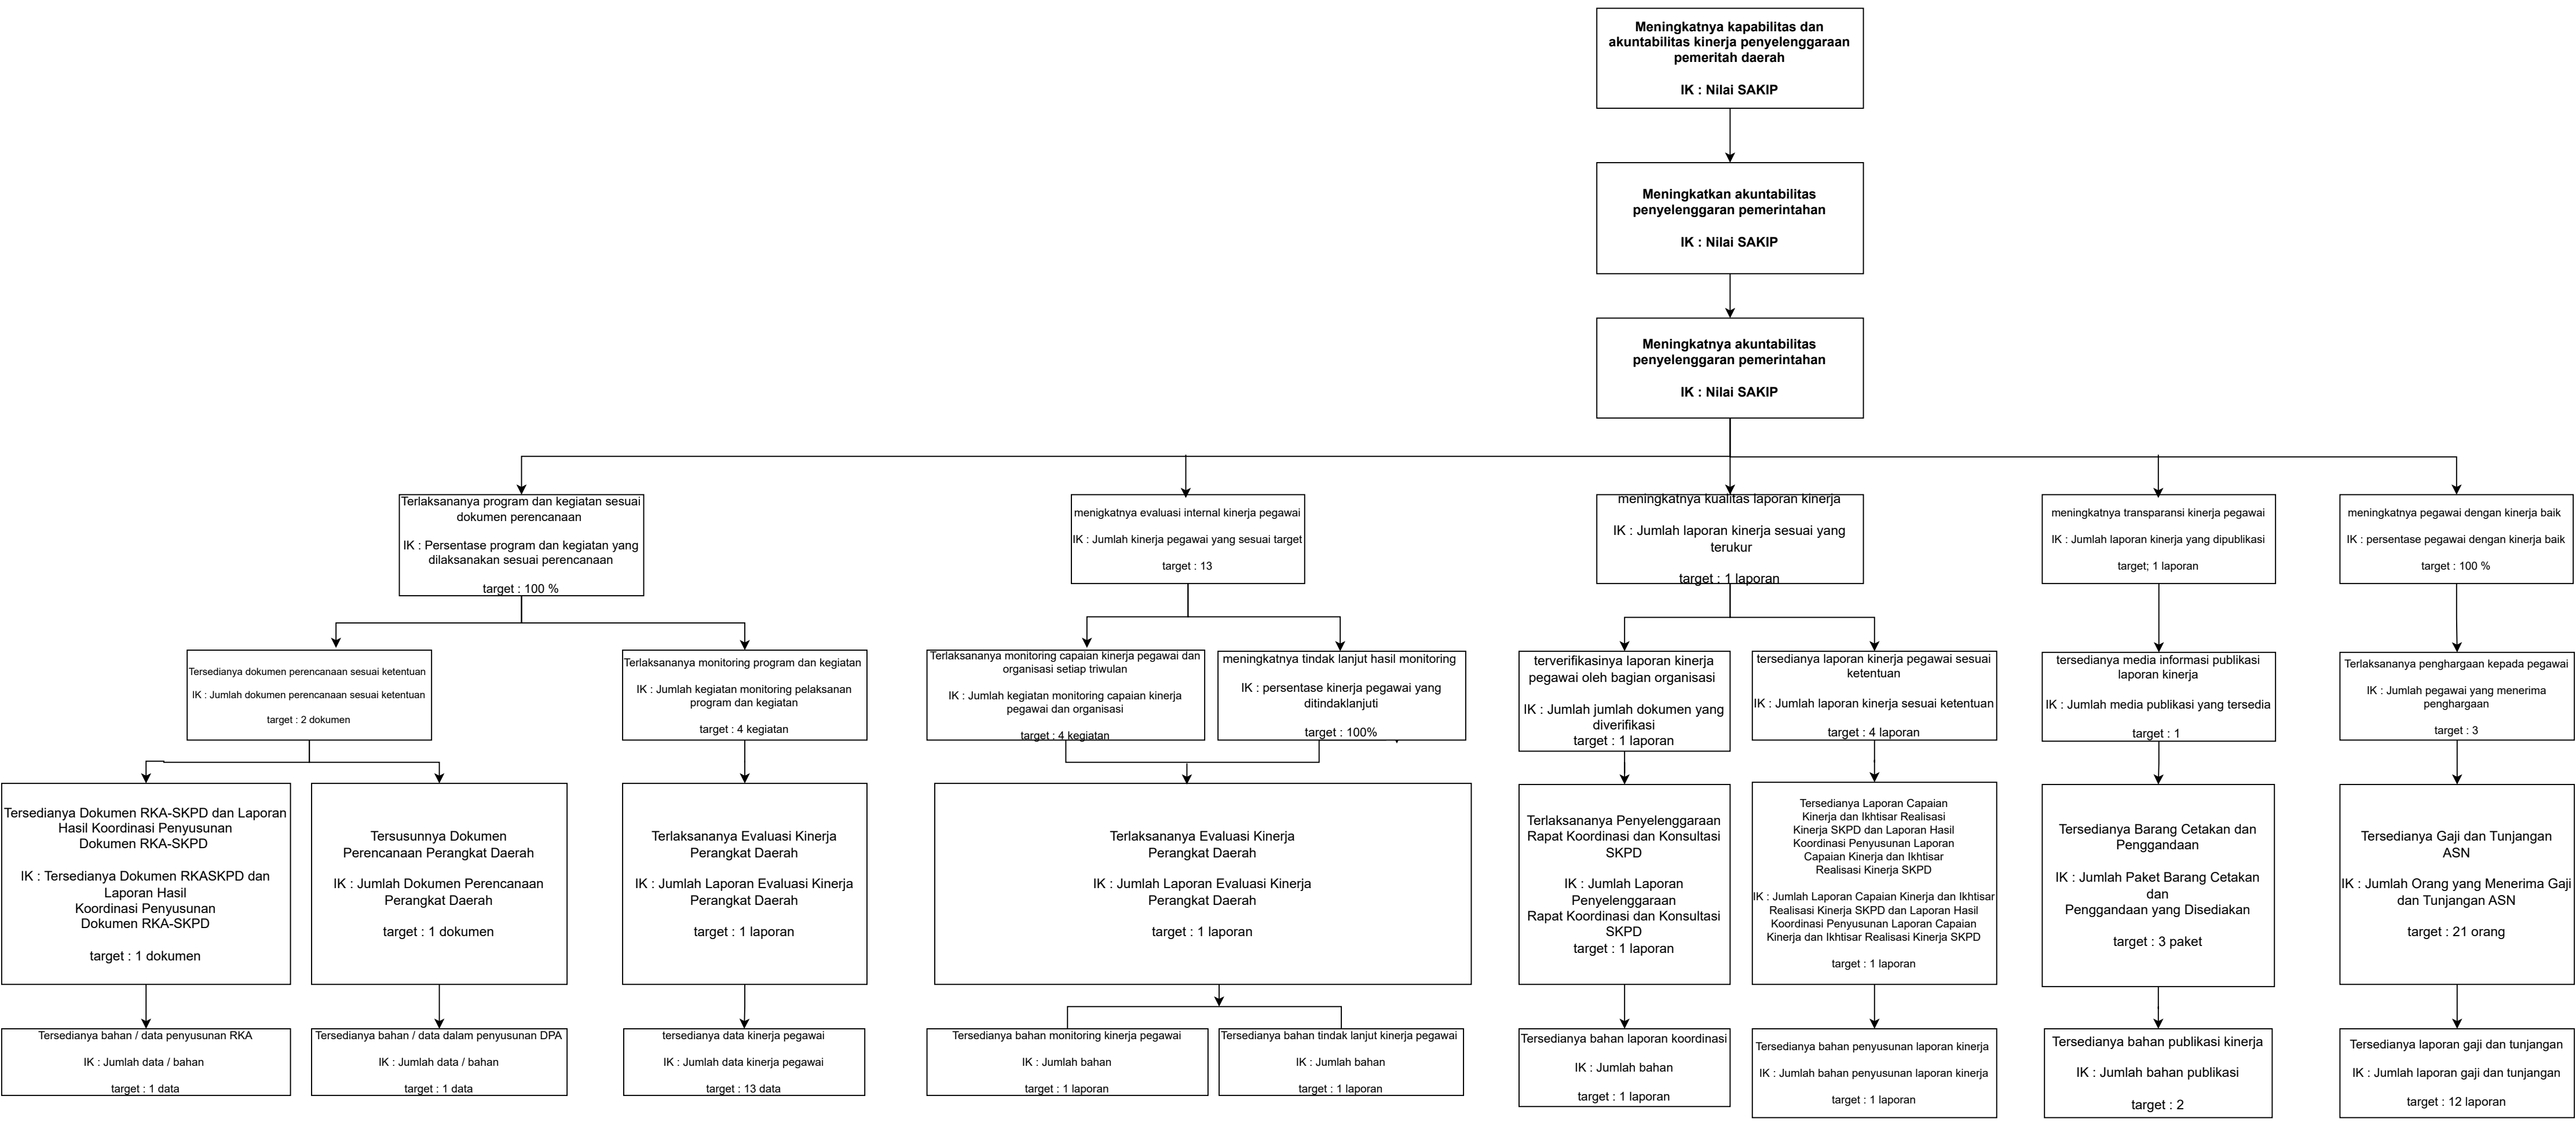 Meningkatnya kapabilitas dan
akuntabilitas kinerja penyelenggaraan
pemeritah daerah
IK : Nilai SAKIP
Meningkatkan akuntabilitas
penyelenggaran pemerintahan
IK : Nilai SAKIP
Meningkatnya akuntabilitas
penyelenggaran pemerintahan
IK : Nilai SAKIP
Terlaksananya program dan kegiatan sesuai
dokumen perencanaan
IK : Persentase program dan kegiatan yang
dilaksanakan sesuai perencanaan
target : 100 %
menigkatnya evaluasi internal kinerja pegawai
IK : Jumlah kinerja pegawai yang sesuai target
target : 13
meningkatnya kualitas laporan kinerja
IK : Jumlah laporan kinerja sesuai yang
terukur
target : 1 laporan
meningkatnya transparansi kinerja pegawai
IK : Jumlah laporan kinerja yang dipublikasi
target; 1 laporan
meningkatnya pegawai dengan kinerja baik
IK : persentase pegawai dengan kinerja baik
target : 100 %
Tersedianya dokumen perencanaan sesuai ketentuan
IK : Jumlah dokumen perencanaan sesuai ketentuan
target : 2 dokumen
Terlaksananya monitoring program dan kegiatan
IK : Jumlah kegiatan monitoring pelaksanan
program dan kegiatan
target : 4 kegiatan
Terlaksananya monitoring capaian kinerja pegawai dan
organisasi setiap triwulan
IK : Jumlah kegiatan monitoring capaian kinerja
pegawai dan organisasi
target : 4 kegiatan
meningkatnya tindak lanjut hasil monitoring
IK : persentase kinerja pegawai yang
ditindaklanjuti
target : 100%
terverifikasinya laporan kinerja
pegawai oleh bagian organisasi
IK : Jumlah jumlah dokumen yang
diverifikasi
target : 1 laporan
tersedianya laporan kinerja pegawai sesuai
ketentuan
IK : Jumlah laporan kinerja sesuai ketentuan
target : 4 laporan
tersedianya media informasi publikasi
laporan kinerja
IK : Jumlah media publikasi yang tersedia
target : 1
Terlaksananya penghargaan kepada pegawai
IK : Jumlah pegawai yang menerima
penghargaan
target : 3
Tersedianya Dokumen RKA-SKPD dan Laporan
Hasil Koordinasi Penyusunan
Dokumen RKA-SKPD
IK : Tersedianya Dokumen RKASKPD dan
Laporan Hasil
Koordinasi Penyusunan
Dokumen RKA-SKPD
target : 1 dokumen
Tersusunnya Dokumen
Perencanaan Perangkat Daerah
IK : Jumlah Dokumen Perencanaan
Perangkat Daerah
target : 1 dokumen
Terlaksananya Evaluasi Kinerja
Perangkat Daerah
IK : Jumlah Laporan Evaluasi Kinerja
Perangkat Daerah
target : 1 laporan
Terlaksananya Evaluasi Kinerja
Perangkat Daerah
IK : Jumlah Laporan Evaluasi Kinerja
Perangkat Daerah
target : 1 laporan
Terlaksananya Penyelenggaraan
Rapat Koordinasi dan Konsultasi
SKPD
IK : Jumlah Laporan
Penyelenggaraan
Rapat Koordinasi dan Konsultasi
SKPD
target : 1 laporan
Tersedianya Laporan Capaian
Kinerja dan Ikhtisar Realisasi
Kinerja SKPD dan Laporan Hasil
Koordinasi Penyusunan Laporan
Capaian Kinerja dan Ikhtisar
Realisasi Kinerja SKPD
IK : Jumlah Laporan Capaian Kinerja dan Ikhtisar
Realisasi Kinerja SKPD dan Laporan Hasil
Koordinasi Penyusunan Laporan Capaian
Kinerja dan Ikhtisar Realisasi Kinerja SKPD
target : 1 laporan
Tersedianya Barang Cetakan dan
Penggandaan
IK : Jumlah Paket Barang Cetakan
dan
Penggandaan yang Disediakan
target : 3 paket
Tersedianya Gaji dan Tunjangan
ASN
IK : Jumlah Orang yang Menerima Gaji
dan Tunjangan ASN
target : 21 orang
Tersedianya bahan / data penyusunan RKA
IK : Jumlah data / bahan
target : 1 data
Tersedianya bahan / data dalam penyusunan DPA
IK : Jumlah data / bahan
target : 1 data
tersedianya data kinerja pegawai
IK : Jumlah data kinerja pegawai
target : 13 data
Tersedianya bahan monitoring kinerja pegawai
IK : Jumlah bahan
target : 1 laporan
Tersedianya bahan tindak lanjut kinerja pegawai
IK : Jumlah bahan
target : 1 laporan
Tersedianya bahan laporan koordinasi
IK : Jumlah bahan
target : 1 laporan
Tersedianya bahan penyusunan laporan kinerja
IK : Jumlah bahan penyusunan laporan kinerja
target : 1 laporan
Tersedianya bahan publikasi kinerja
IK : Jumlah bahan publikasi
target : 2
Tersedianya laporan gaji dan tunjangan
IK : Jumlah laporan gaji dan tunjangan
target : 12 laporan